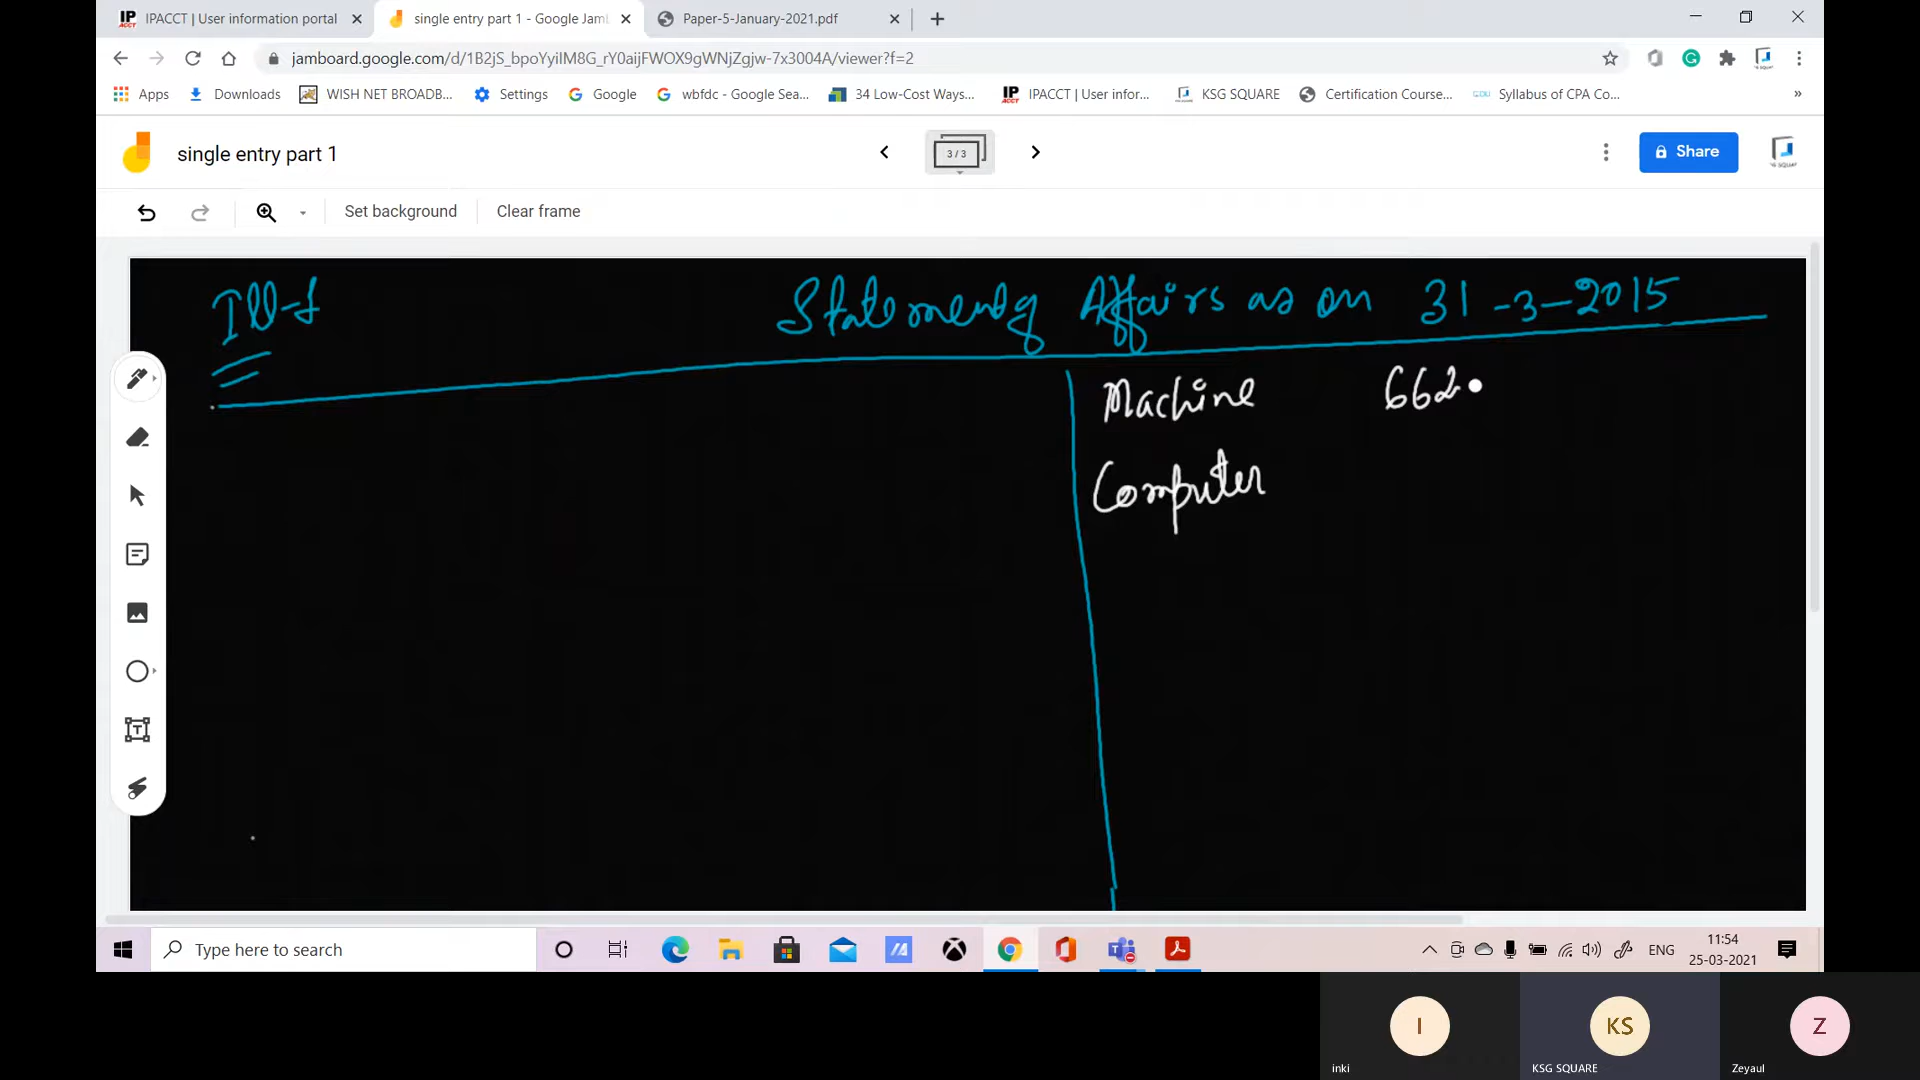 IPACCT | User information portal
single entry part 1 - Google Jam
Paper-5-January-2021.pdf
jamboard.google.com/d/1B2jS_bpoYyiIM8G_rY0aijFWOX9gWNjZgjw-7x3004A/viewer?f=2
Apps
Downloads
WISH NET BROADB...
Settings
Google
wbfdc - Google Sea...
34 Low-Cost Ways...
IPACCT | User infor...
KSG SQUARE
Certification Course...
Syllabus of CPA Co...
single entry part 1
3 / 3
Share
Set background
Clear frame
Ill-1
Statement of Affairs as on 31-3-2015
Machine 662
Computer
Type here to search
ENG
11:54
25-03-2021
I
KS
Z
inki
KSG SQUARE
Zeyaul